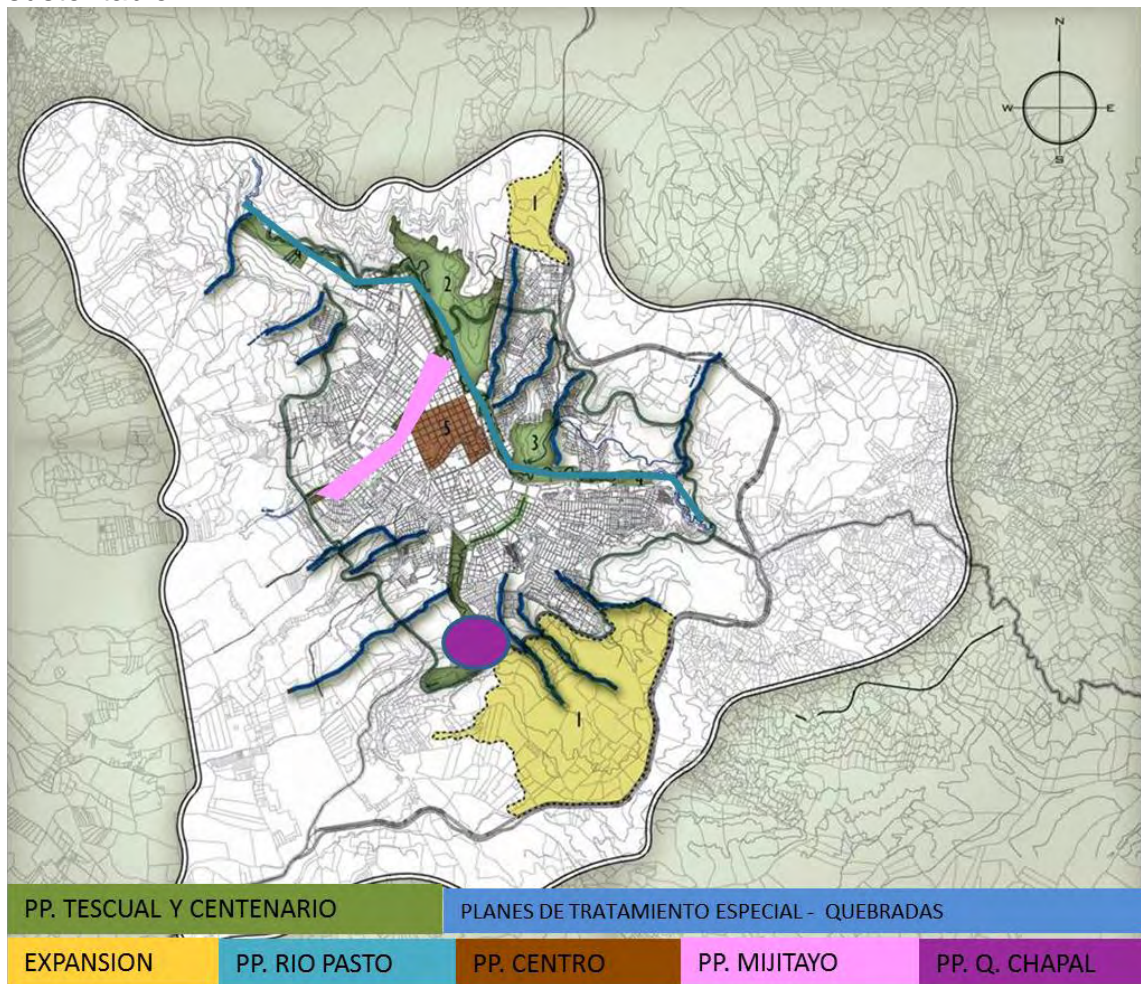 N
W E
S
1
4
2
3
5
4
1
PP. TESCUAL Y CENTENARIO PLANES DE TRATAMIENTO ESPECIAL - QUEBRADAS
EXPANSION PP. RIO PASTO PP. CENTRO PP. MIJITAYO PP. Q. CHAPAL